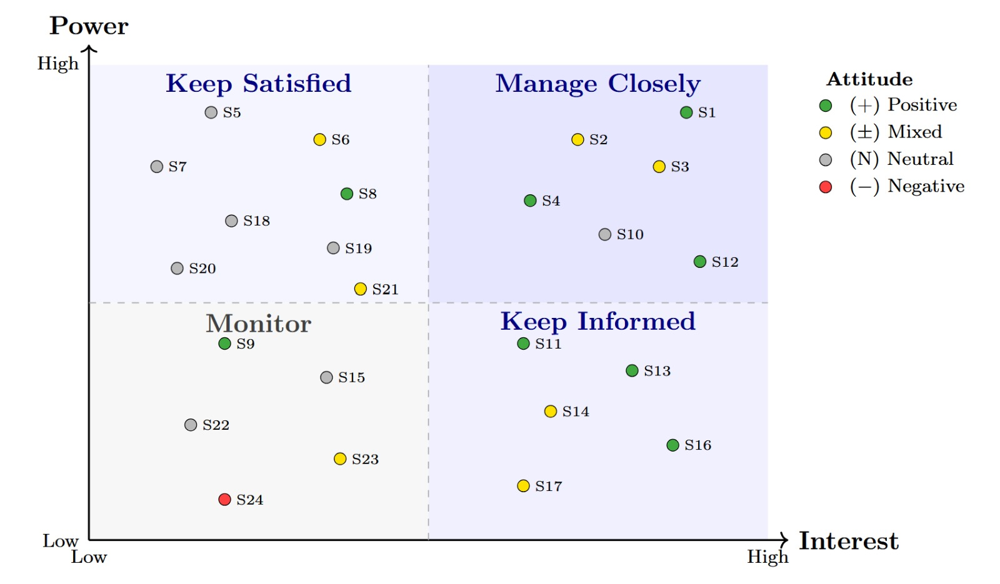 Power
High
Keep Satisfied
Manage Closely
Attitude
(+) Positive
(±) Mixed
(N) Neutral
(−) Negative
S5
S1
S6
S2
S7
S3
S8
S4
S18
S10
S19
S12
S20
S21
Monitor
Keep Informed
S9
S11
S13
S15
S14
S22
S16
S23
S17
S24
Low
Low
High
Interest